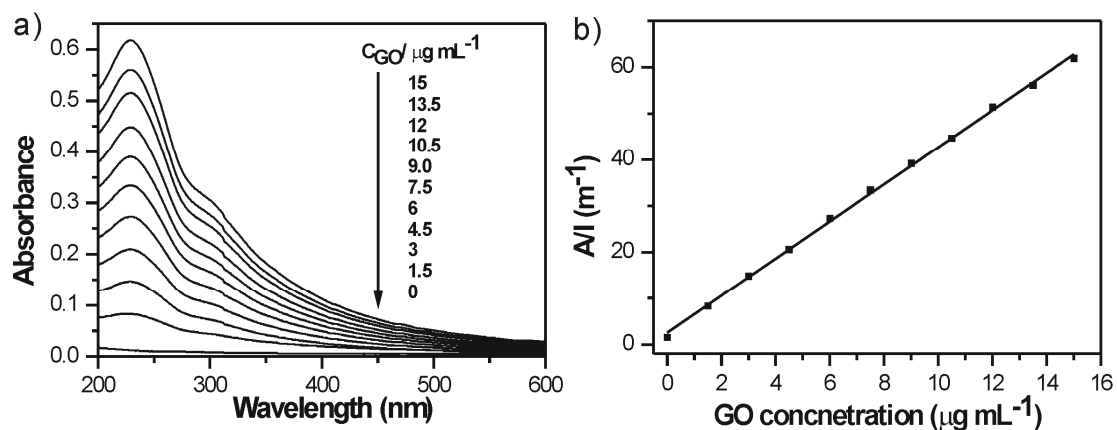 a)
Absorbance
0.6
0.5
0.4
0.3
0.2
0.1
0.0
200 300 400 500 600
Wavelength (nm)
C_GO/ μg mL⁻¹
15
13.5
12
10.5
9.0
7.5
6
4.5
3
1.5
0
b)
A/l (m⁻¹)
60
40
20
0
0 2 4 6 8 10 12 14 16
GO concnetration (μg mL⁻¹)